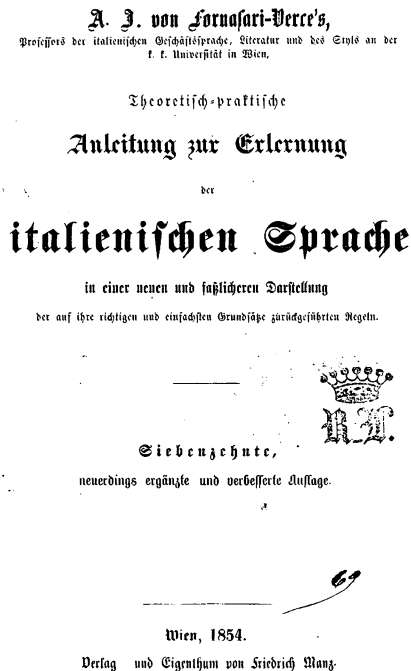 A. J. von Fornasari-Verce's,
Professors der italienischen Geschäftssprache, Literatur und des Styls an der
k. k. Universität in Wien,
Theoretisch-praktische
Anleitung zur Erlernung
der
italienischen Sprache
in einer neuen und faßlicheren Darstellung
der auf ihre richtigen und einfachsten Grundsätze zurückgeführten Regeln.
Siebenzehnte,
neuerdings ergänzte und verbesserte Auflage.
69
Wien, 1854.
Verlag und Eigenthum von Friedrich Manz.